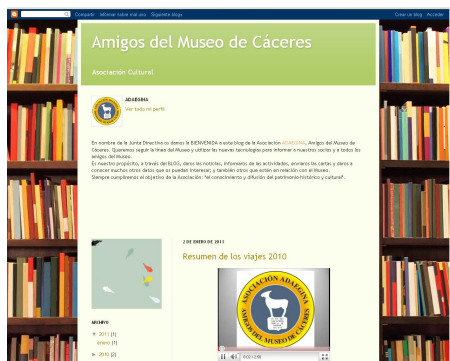 Compartir Informar sobre mal uso Siguiente blog» Crear un blog Acceder
Amigos del Museo de Cáceres
Asociación Cultural
ADAEGINA
Ver todo mi perfil
En nombre de la Junta Directiva os damos la BIENVENIDA a este blog de la Asociación ADAEGINA, Amigos del Museo de
Cáceres. Queremos seguir la línea del Museo y utilizar las nuevas tecnologías para informar a nuestros socios y a todos los
amigos del Museo.
Es nuestro propósito, a través del BLOG, daros las noticias, informaros de las actividades, enviaros las cartas y daros a
conocer muchos otros datos que os puedan interesar; y también otros que estén en relación con el Museo.
Siempre cumpliremos el objetivo de la Asociación: "el conocimiento y difusión del patrimonio histórico y cultural".
2 DE ENERO DE 2011
Resumen de los viajes 2010
ASOCIACIÓN ADAEGINA
AMIGOS DEL MUSEO DE CÁCERES
ARCHIVO
▼ 2011 (1)
enero (1)
► 2010 (2)